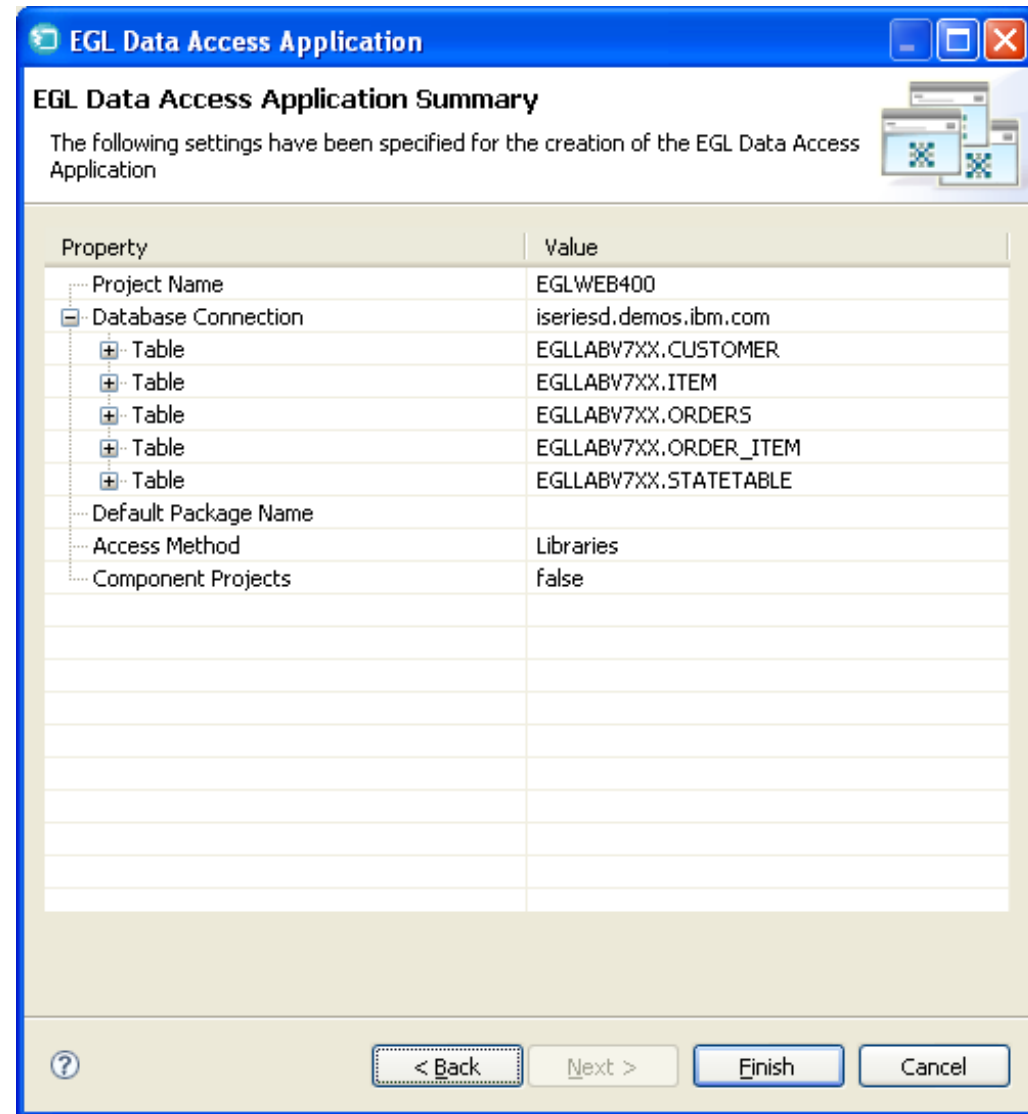 EGL Data Access Application
EGL Data Access Application Summary
The following settings have been specified for the creation of the EGL Data Access
Application
Property Value
Project Name EGLWEB400
Database Connection iseriesd.demos.ibm.com
Table EGLLABV7XX.CUSTOMER
Table EGLLABV7XX.ITEM
Table EGLLABV7XX.ORDERS
Table EGLLABV7XX.ORDER_ITEM
Table EGLLABV7XX.STATETABLE
Default Package Name
Access Method Libraries
Component Projects false
? < Back Next > Finish Cancel